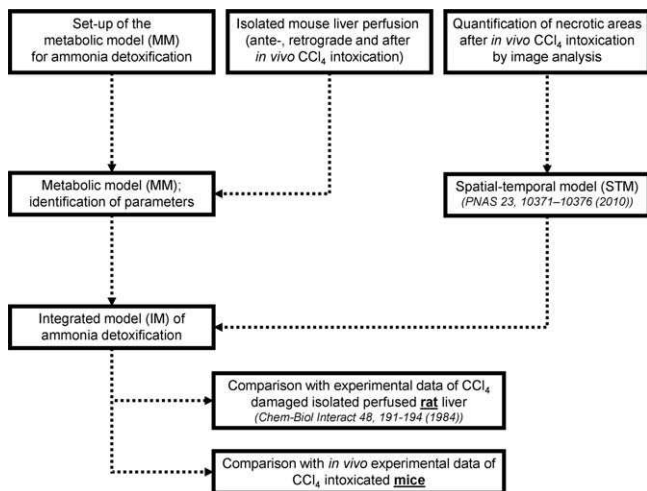 Set-up of the
metabolic model (MM)
for ammonia detoxification
Isolated mouse liver perfusion
(ante-, retrograde and after
in vivo CCl₄ intoxication)
Quantification of necrotic areas
after in vivo CCl₄ intoxication
by image analysis
Metabolic model (MM);
identification of parameters
Spatial-temporal model (STM)
(PNAS 23, 10371–10376 (2010))
Integrated model (IM) of
ammonia detoxification
Comparison with experimental data of CCl₄
damaged isolated perfused rat liver
(Chem-Biol Interact 48, 191-194 (1984))
Comparison with in vivo experimental data of
CCl₄ intoxicated mice